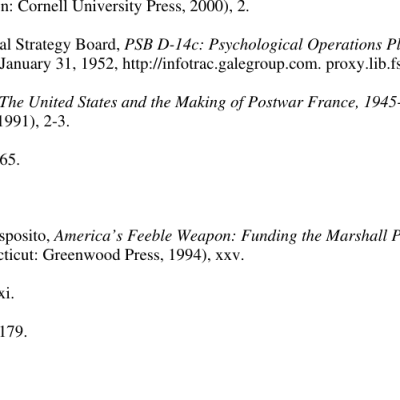 n: Cornell University Press, 2000), 2.
al Strategy Board, PSB D-14c: Psychological Operations Pl
January 31, 1952, http://infotrac.galegroup.com. proxy.lib.fs
The United States and the Making of Postwar France, 1945-
1991), 2-3.
65.
sposito, America’s Feeble Weapon: Funding the Marshall P
cticut: Greenwood Press, 1994), xxv.
xi.
179.